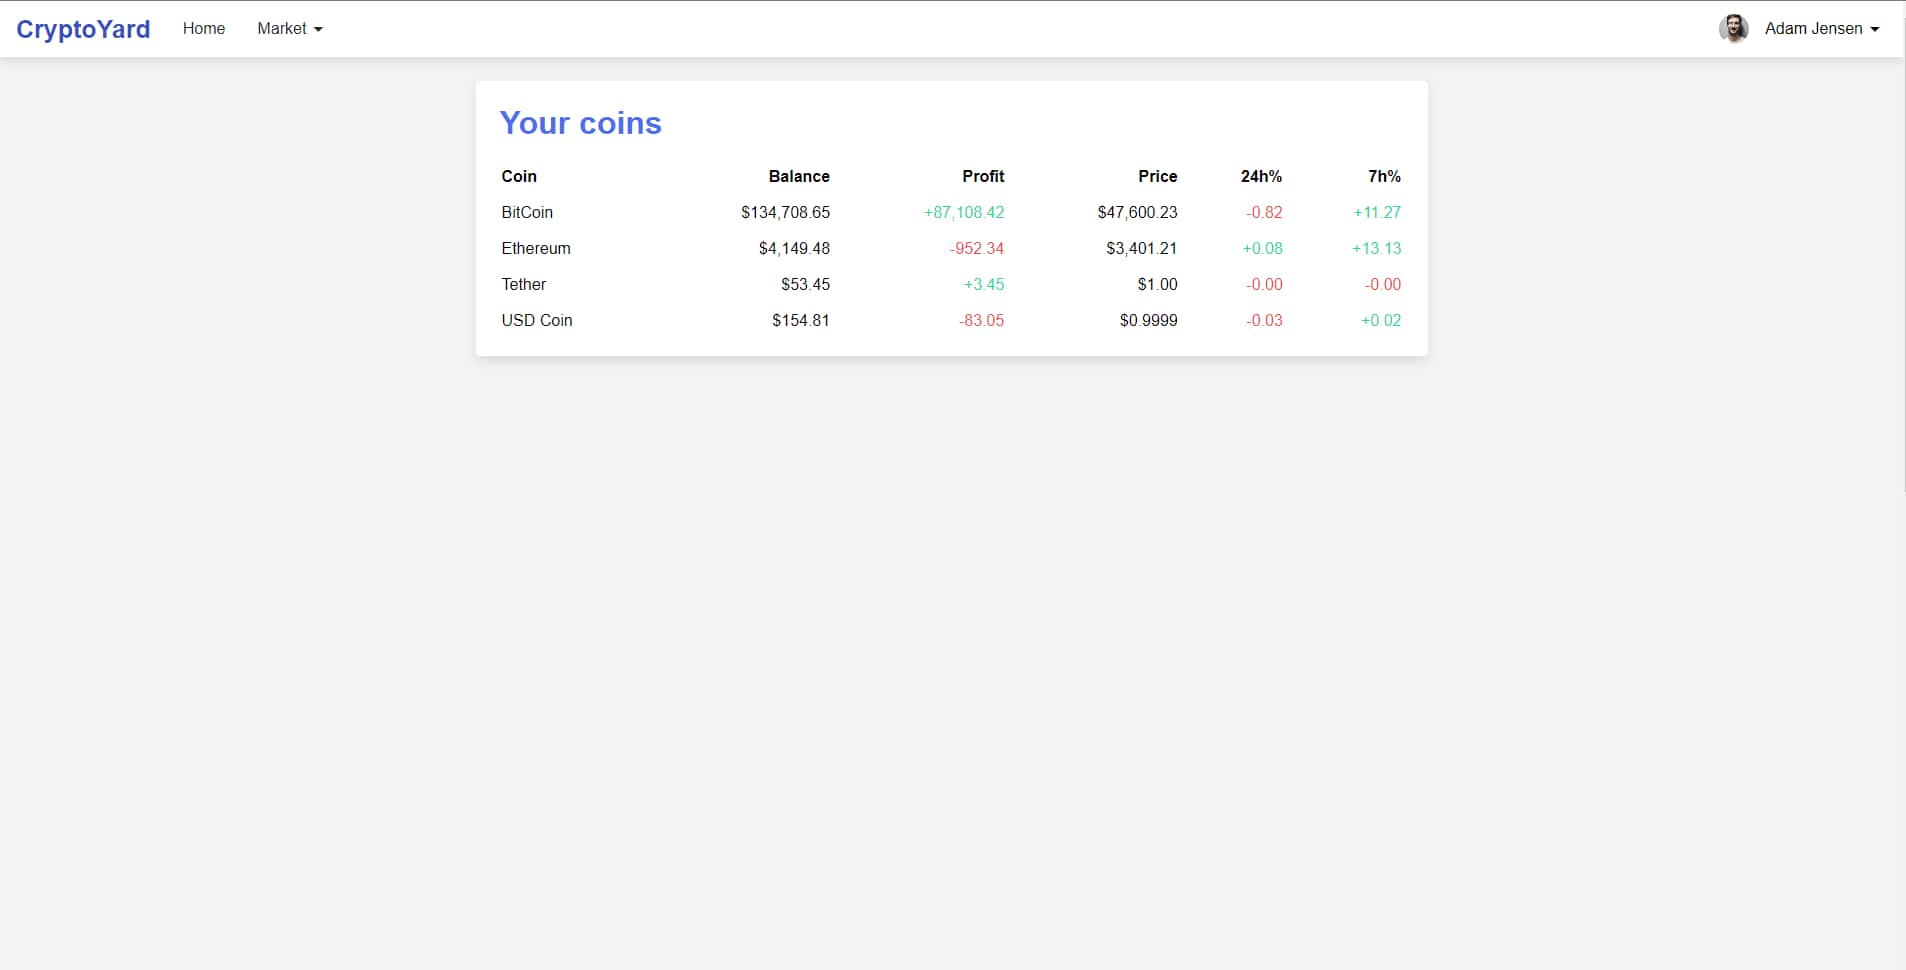 CryptoYard Home Market Adam Jensen
Your coins
Coin Balance Profit Price 24h% 7h%
BitCoin $134,708.65 +87,108.42 $47,600.23 -0.82 +11.27
Ethereum $4,149.48 -952.34 $3,401.21 +0.08 +13.13
Tether $53.45 +3.45 $1.00 -0.00 -0.00
USD Coin $154.81 -83.05 $0.9999 -0.03 +0.02